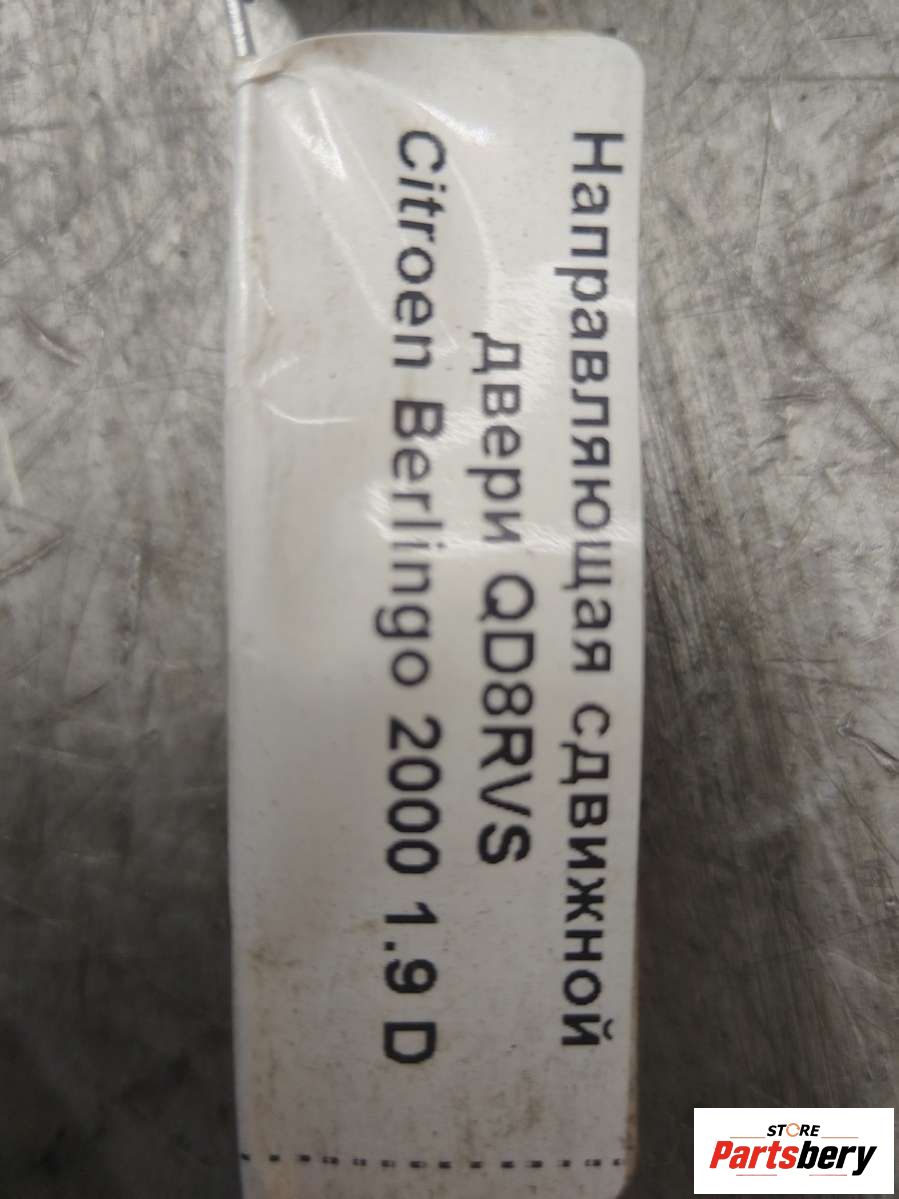 Направляющая сдвижной
двери QD8RVS
Citroen Berlingo 2000 1.9 D
STORE
Partsbery